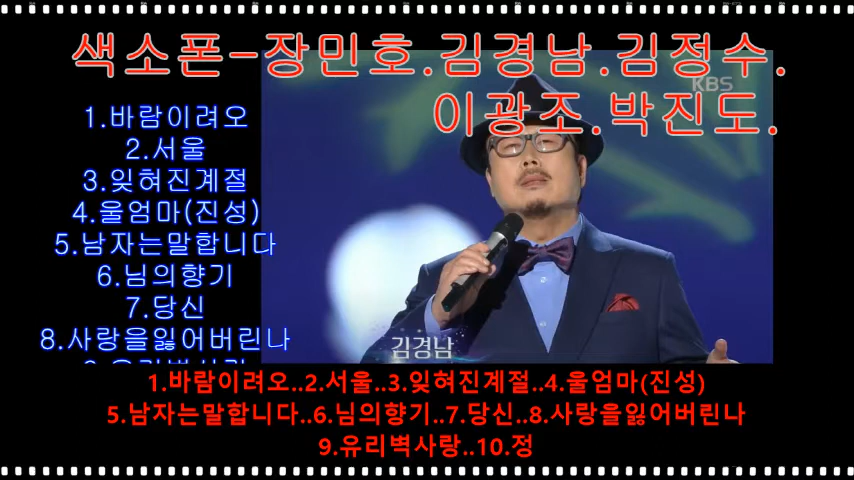 색소폰-장민호.김경남.김정수.
이광조.박진도.
KBS
1.바람이려오
2.서울
3.잊혀진계절
4.울엄마(진성)
5.남자는말합니다
6.님의향기
7.당신
8.사랑을잃어버린나
김경남
1.바람이려오..2.서울..3.잊혀진계절..4.울엄마(진성)
5.남자는말합니다..6.님의향기..7.당신..8.사랑을잃어버린나
9.유리벽사랑..10.정